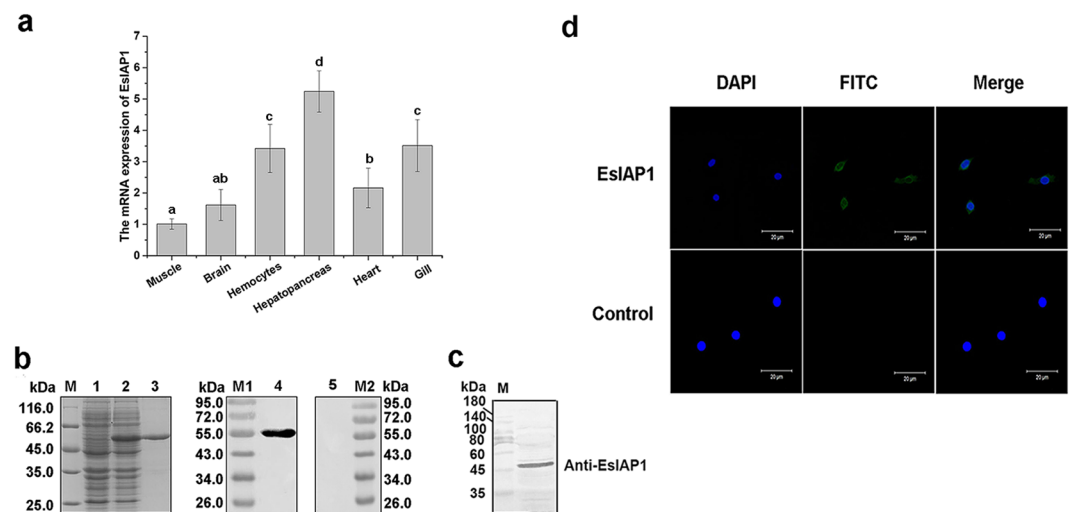 a
The mRNA expression of EsIAP1
7
6
5
4
3
2
1
0
a
ab
c
d
b
c
Muscle
Brain
Hemocytes
Hepatopancreas
Heart
Gill
d
DAPI FITC Merge
EsIAP1
20 μm 20 μm 20 μm
Control
20 μm 20 μm 20 μm
b
kDa M 1 2 3
116.0
66.2
45.0
35.0
25.0
kDa M1 4
95.0
72.0
55.0
43.0
34.0
26.0
5 M2 kDa
95.0
72.0
55.0
43.0
34.0
26.0
c
kDa M
180
140
100
80
60
45
35
Anti-EsIAP1